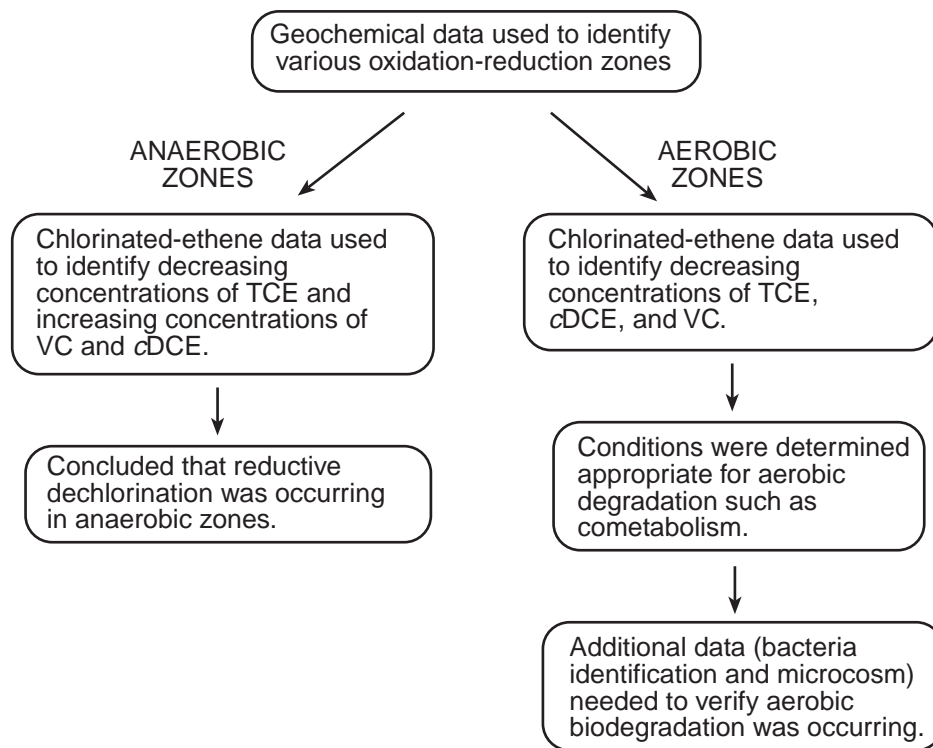 Geochemical data used to identify
various oxidation-reduction zones
ANAEROBIC
ZONES
Chlorinated-ethene data used
to identify decreasing
concentrations of TCE and
increasing concentrations of
VC and cDCE.
Concluded that reductive
dechlorination was occurring
in anaerobic zones.
AEROBIC
ZONES
Chlorinated-ethene data used
to identify decreasing
concentrations of TCE,
cDCE, and VC.
Conditions were determined
appropriate for aerobic
degradation such as
cometabolism.
Additional data (bacteria
identification and microcosm)
needed to verify aerobic
biodegradation was occurring.